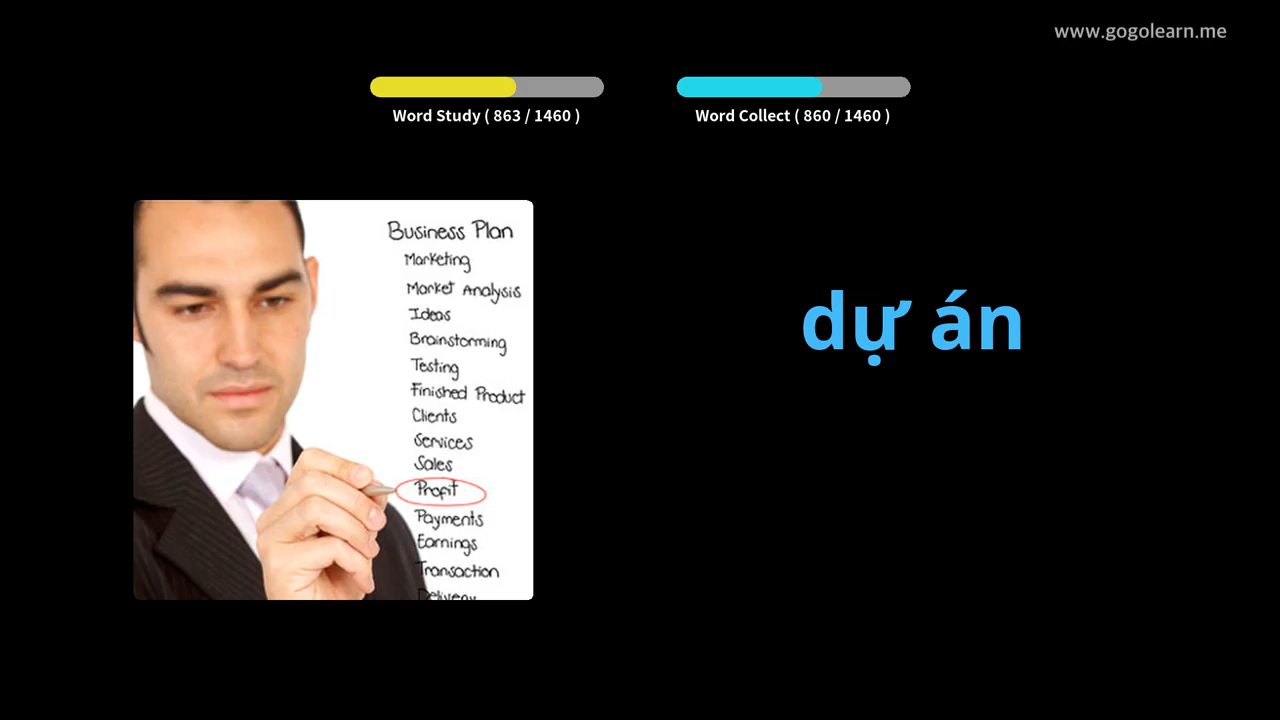 www.gogolearn.me
Word Study ( 863 / 1460 )
Word Collect ( 860 / 1460 )
Business Plan
Marketing
Market Analysis
Ideas
Brainstorming
Testing
Finished Product
Clients
Services
Sales
Profit
Payments
Earnings
Transaction
Delivery
dự án